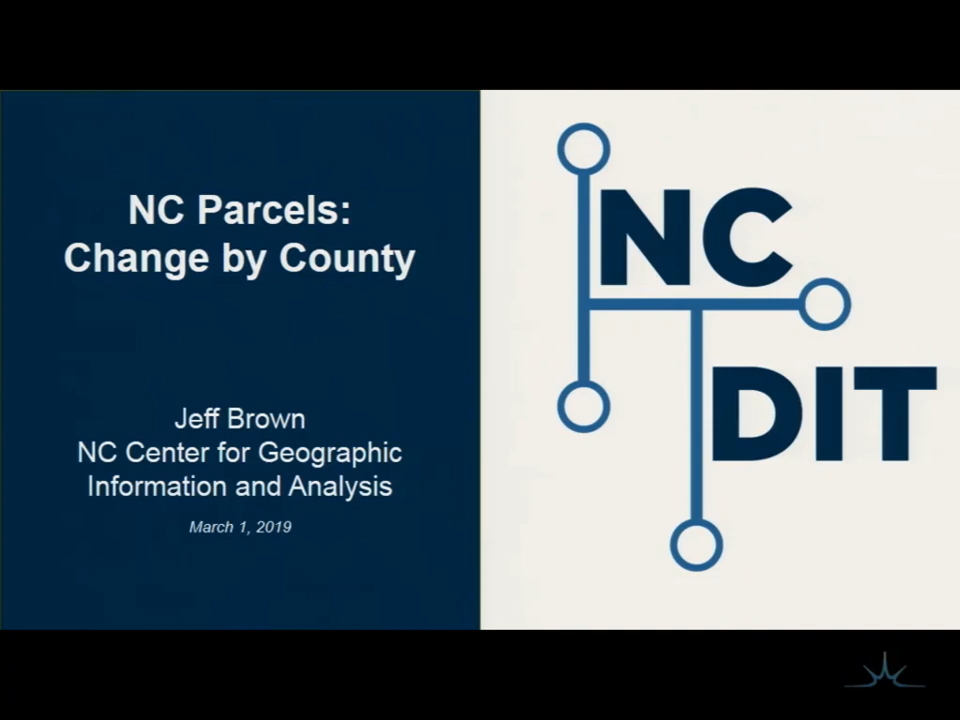 NC Parcels:
Change by County
Jeff Brown
NC Center for Geographic
Information and Analysis
March 1, 2019
NC
DIT